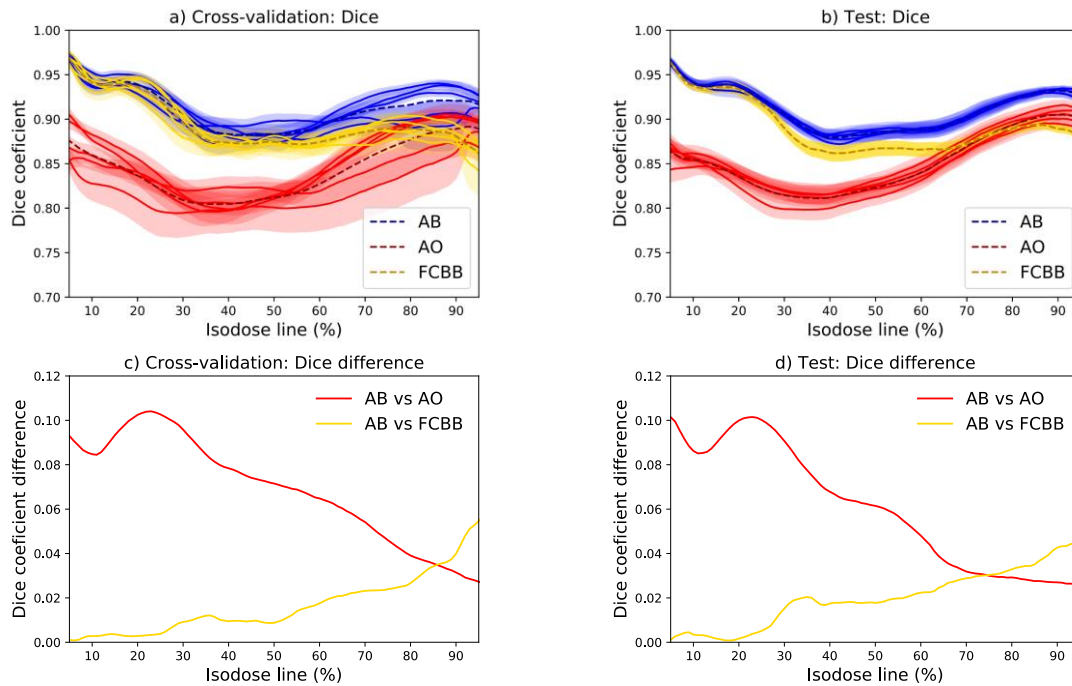 a) Cross-validation: Dice
1.00
0.95
0.90
0.85
0.80
0.75
0.70
Dice coefficient
10 20 30 40 50 60 70 80 90
Isodose line (%)
AB
AO
FCBB
b) Test: Dice
1.00
0.95
0.90
0.85
0.80
0.75
0.70
Dice coefficient
10 20 30 40 50 60 70 80 90
Isodose line (%)
AB
AO
FCBB
c) Cross-validation: Dice difference
0.12
0.10
0.08
0.06
0.04
0.02
0.00
Dice coeficient difference
10 20 30 40 50 60 70 80 90
Isodose line (%)
AB vs AO
AB vs FCBB
d) Test: Dice difference
0.12
0.10
0.08
0.06
0.04
0.02
0.00
Dice coeficient difference
10 20 30 40 50 60 70 80 90
Isodose line (%)
AB vs AO
AB vs FCBB